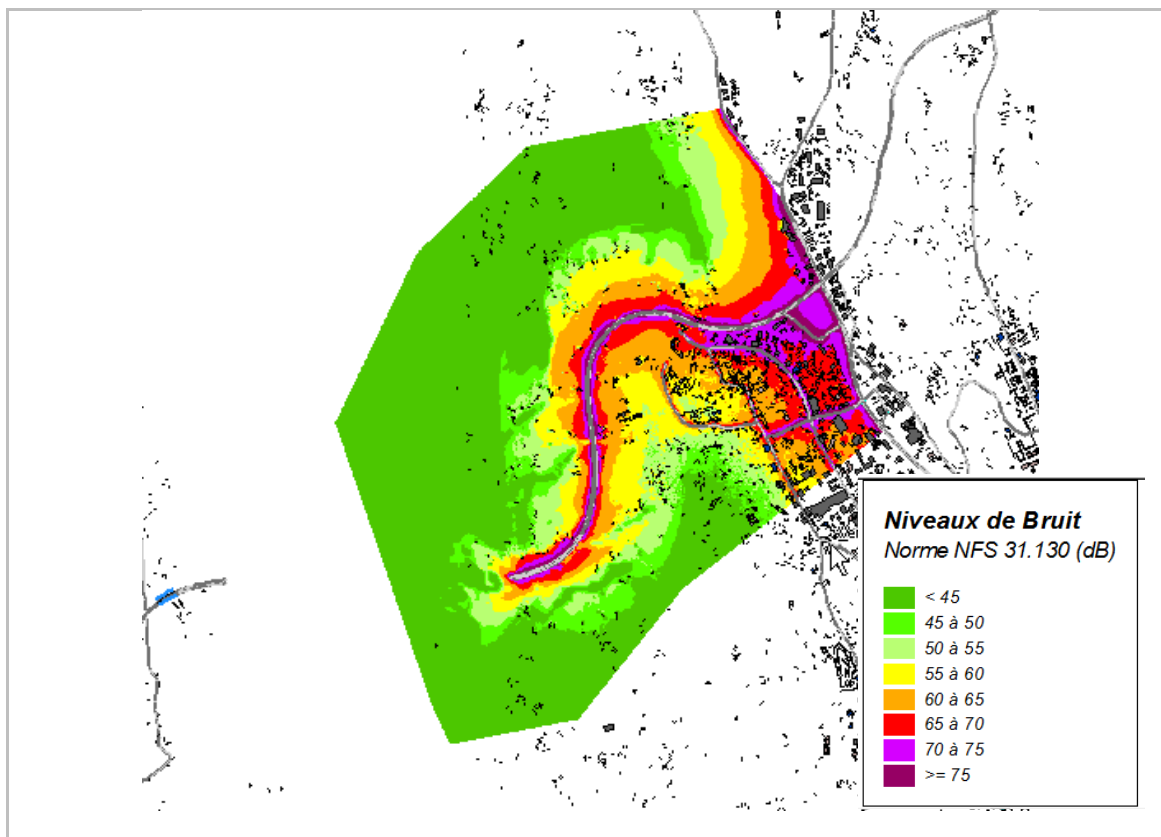 Niveaux de Bruit
Norme NFS 31.130 (dB)
< 45
45 à 50
50 à 55
55 à 60
60 à 65
65 à 70
70 à 75
>= 75